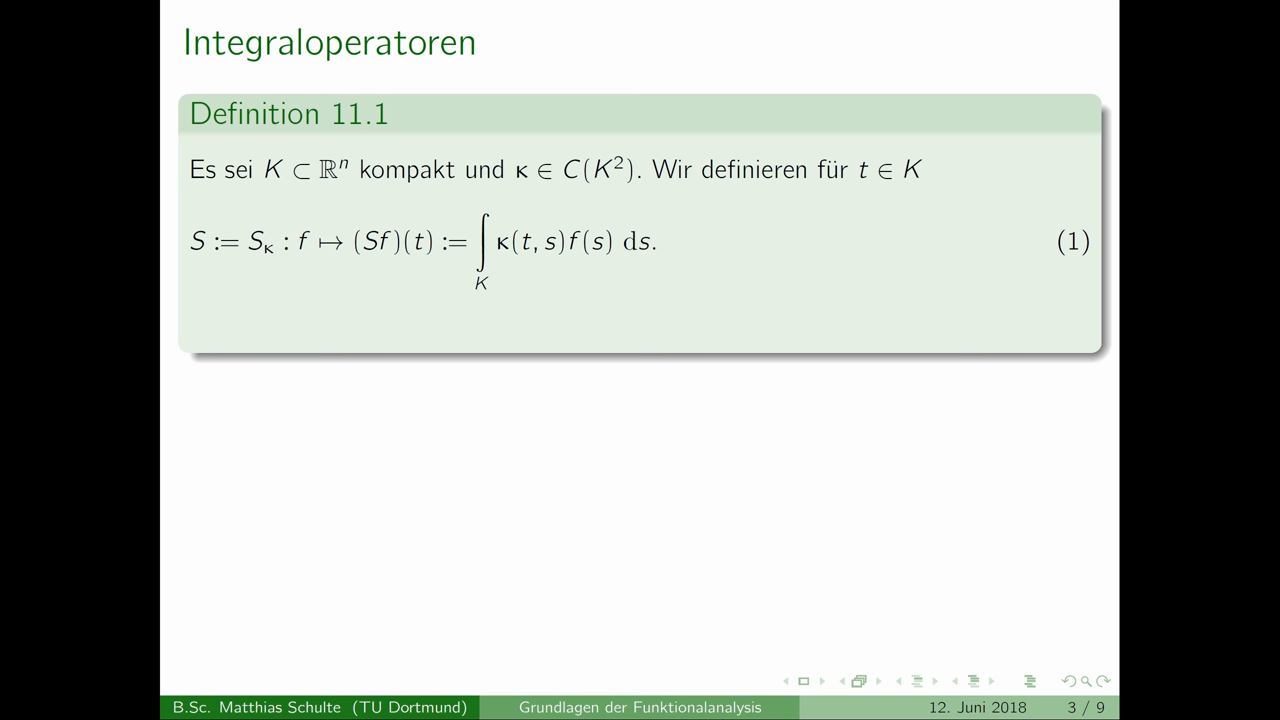 Integraloperatoren
Definition 11.1
Es sei K ⊂ ℝⁿ kompakt und κ ∈ C(K²). Wir definieren für t ∈ K
S := S_κ : f ↦ (Sf)(t) := ∫_K κ(t, s)f(s) ds. (1)
B.Sc. Matthias Schulte (TU Dortmund) Grundlagen der Funktionalanalysis 12. Juni 2018 3 / 9